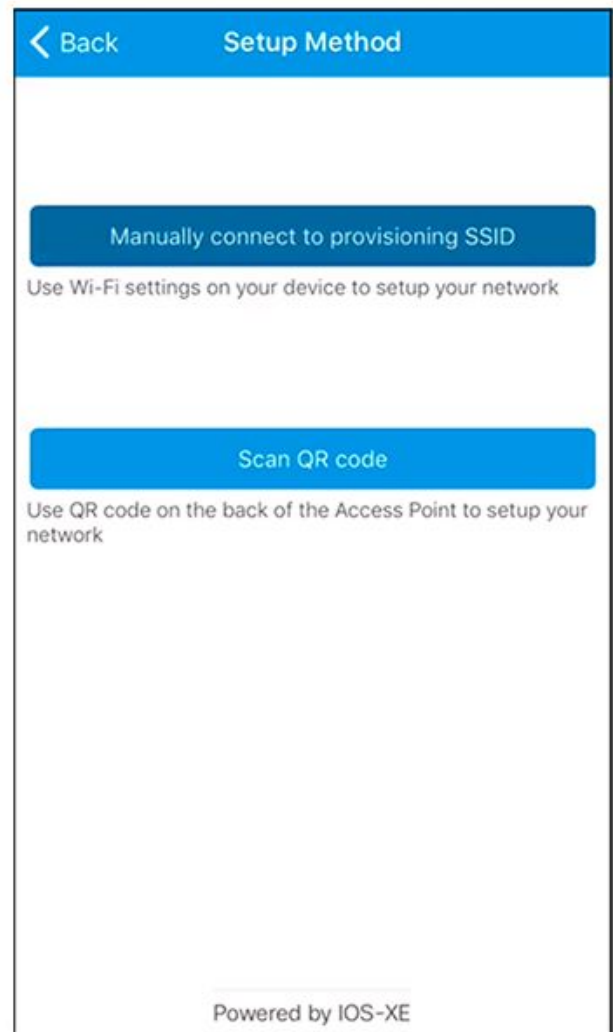 Back
Setup Method
Manually connect to provisioning SSID
Use Wi-Fi settings on your device to setup your network
Scan QR code
Use QR code on the back of the Access Point to setup your
network
Powered by IOS-XE